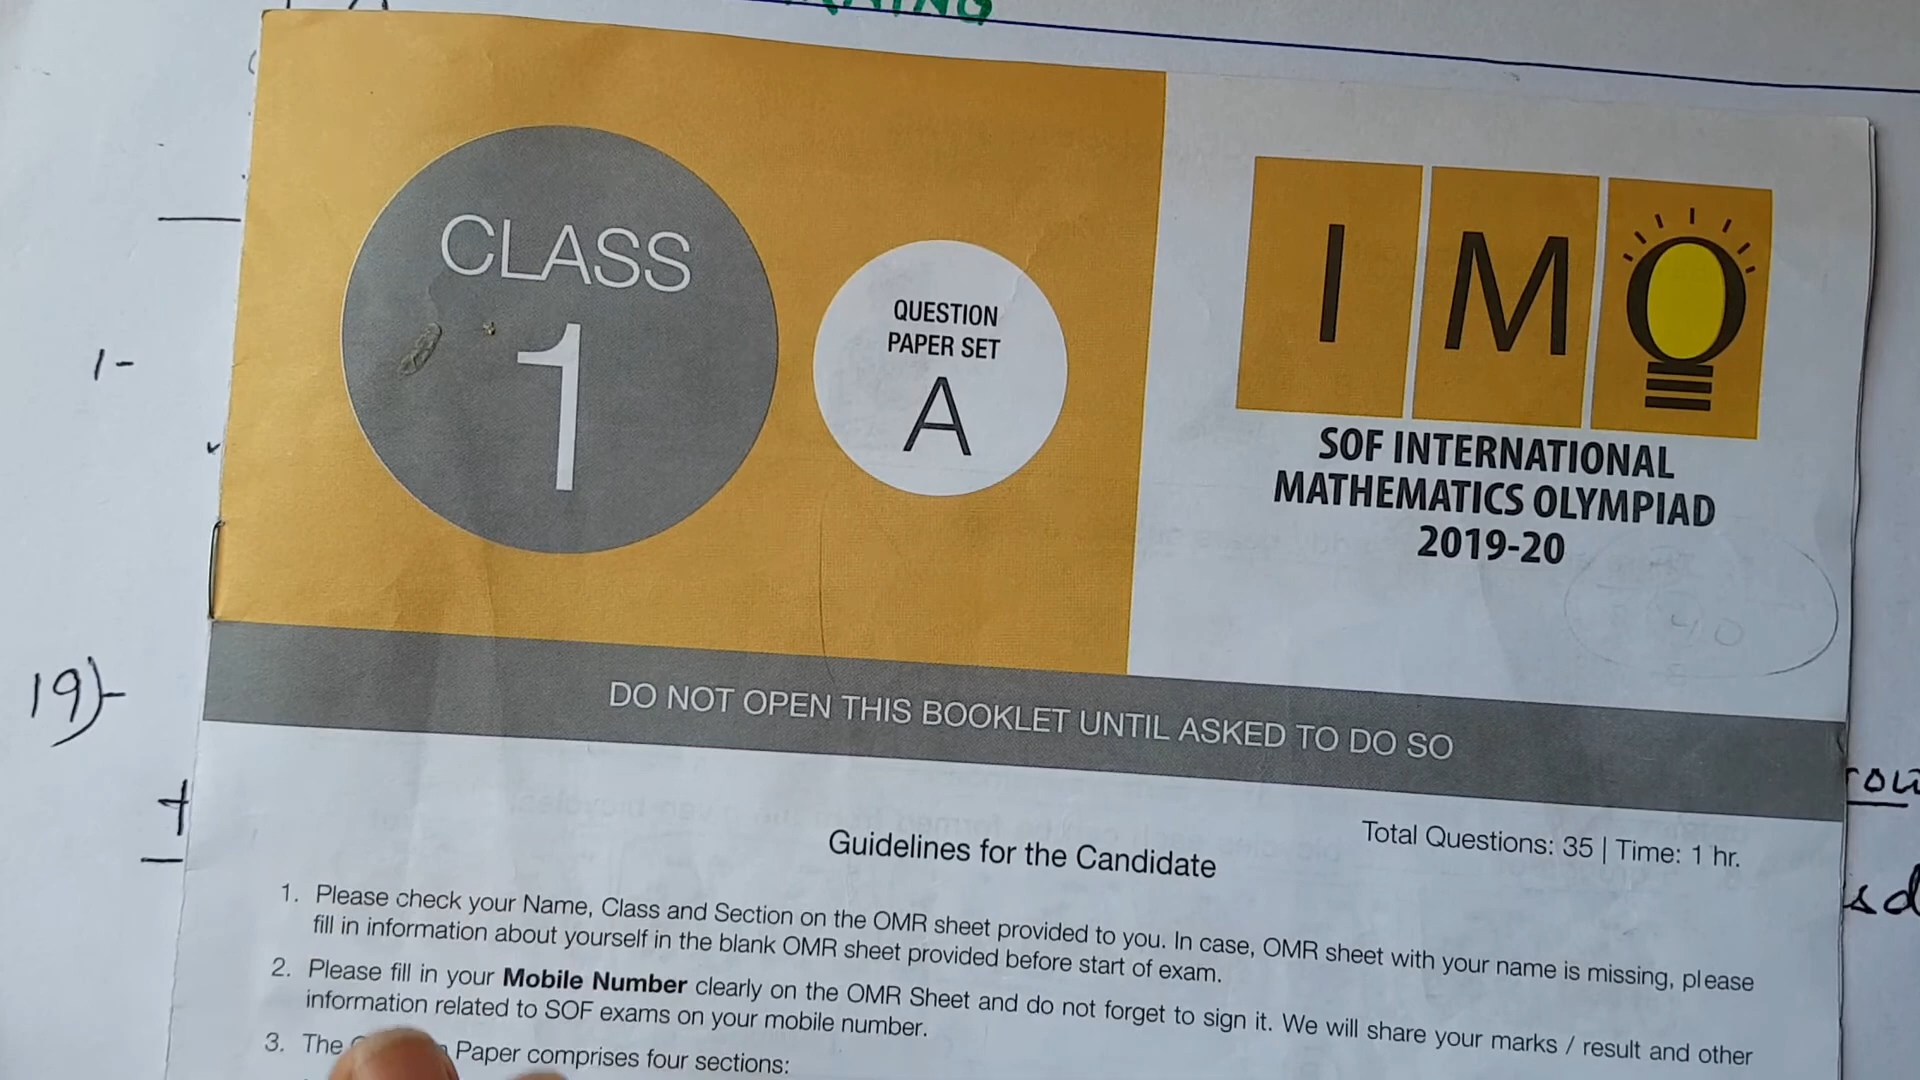 CLASS
1
QUESTION
PAPER SET
A
IMO
SOF INTERNATIONAL
MATHEMATICS OLYMPIAD
2019-20
DO NOT OPEN THIS BOOKLET UNTIL ASKED TO DO SO
Total Questions: 35 | Time: 1 hr.
Guidelines for the Candidate
1. Please check your Name, Class and Section on the OMR sheet provided to you. In case, OMR sheet with your name is missing, please
fill in information about yourself in the blank OMR sheet provided before start of exam.
2. Please fill in your Mobile Number clearly on the OMR Sheet and do not forget to sign it. We will share your marks / result and other
information related to SOF exams on your mobile number.
3. The Paper comprises four sections:
1-
19)-